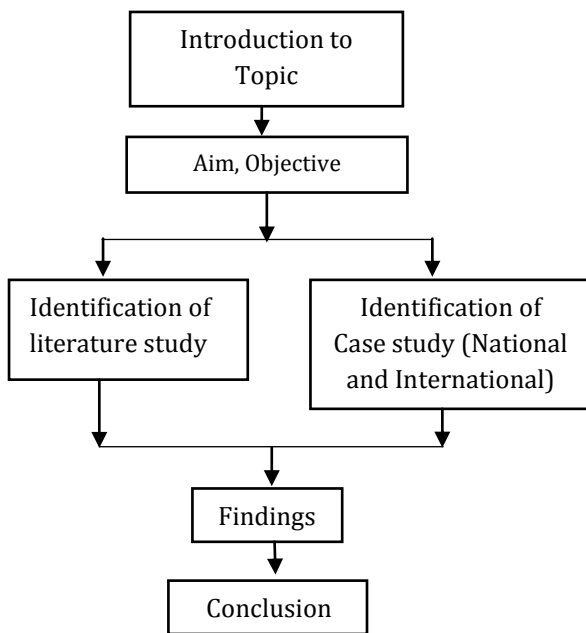 Introduction to
Topic
Aim, Objective
Identification of
literature study
Identification of
Case study (National
and International)
Findings
Conclusion